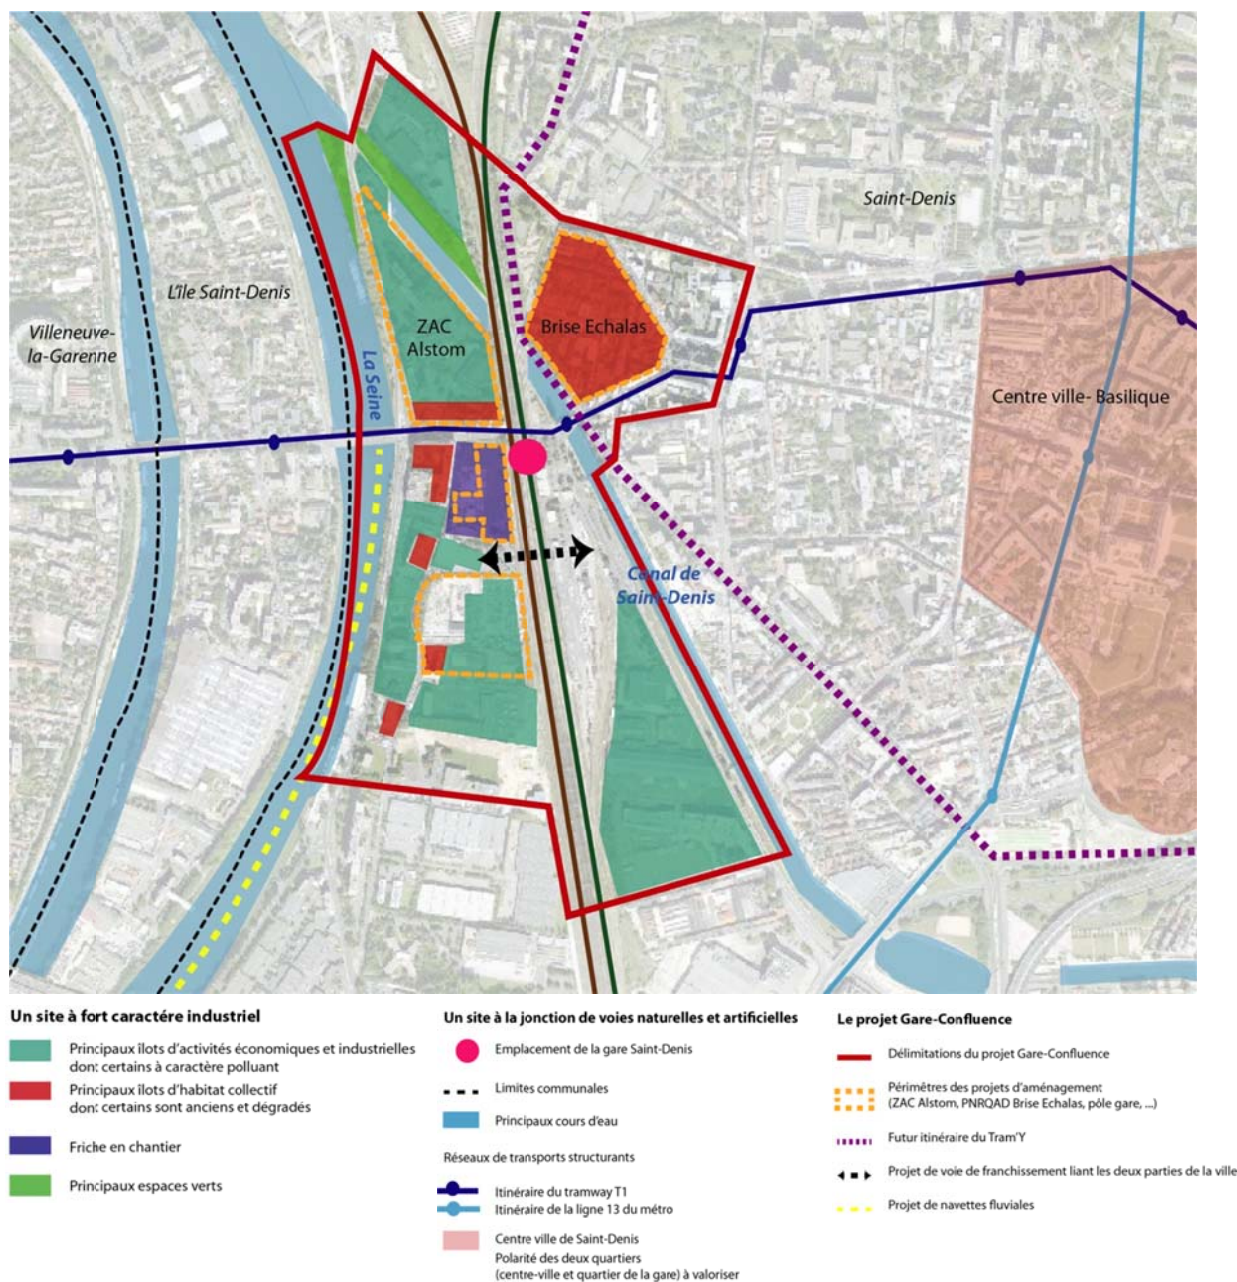 Saint-Denis
L'île Saint-Denis
Villeneuve-
la-Garenne
ZAC
Alstom
Brise Echalas
La Seine
Centre ville- Basilique
Canal de
Saint-Denis
Un site à fort caractére industriel
Principaux îlots d'activités économiques et industrielles
don: certains à caractère polluant
Principaux îlots d'habitat collectif
don: certains sont anciens et dégradés
Friche en chantier
Principaux espaces verts
Un site à la jonction de voies naturelles et artificielles
Emplacement de la gare Saint-Denis
Limites communales
Principaux cours d'eau
Réseaux de transports structurants
Itinéraire du tramway T1
Itinéraire de la ligne 13 du métro
Centre ville de Saint-Denis
Polarité des deux quartiers
(centre-ville et quartier de la gare) à valoriser
Le projet Gare-Confluence
Délimitations du projet Gare-Confluence
Périmètres des projets d'aménagement
(ZAC Alstom, PNRQAD Brise Echalas, pôle gare, ...)
Futur itinéraire du Tram'Y
Projet de voie de franchissement liant les deux parties de la ville
Projet de navettes fluviales